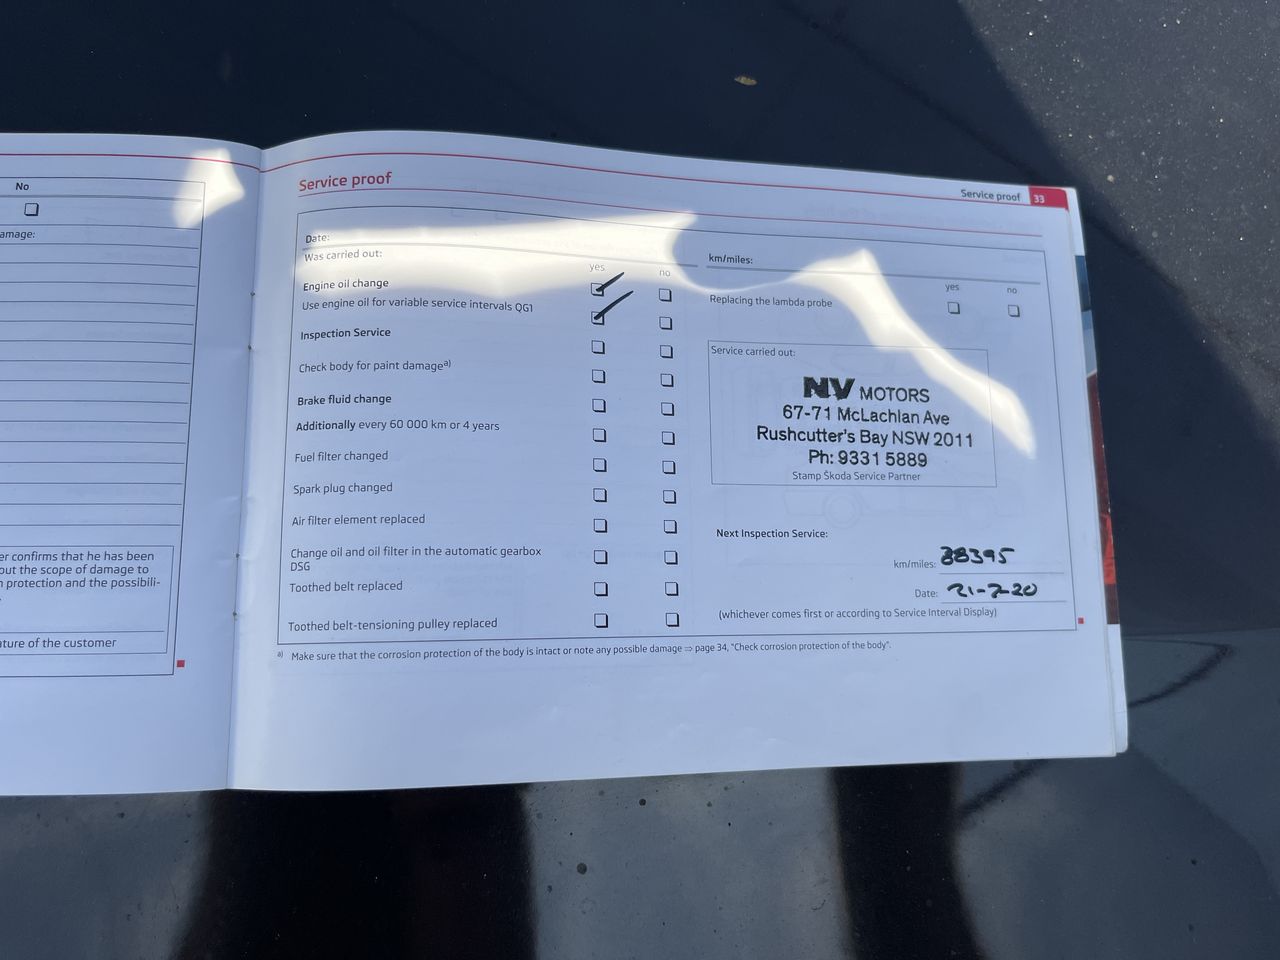 No
amage:
er confirms that he has been
out the scope of damage to
n protection and the possibili-
ature of the customer
Service proof
Service proof 33
Date:
km/miles:
Was carried out:
yes no
yes no
Engine oil change
Use engine oil for variable service intervals QG1
Inspection Service
Check body for paint damage a)
Brake fluid change
Additionally every 60 000 km or 4 years
Fuel filter changed
Spark plug changed
Air filter element replaced
Change oil and oil filter in the automatic gearbox
DSG
Toothed belt replaced
Toothed belt-tensioning pulley replaced
Replacing the lambda probe
Service carried out:
NV MOTORS
67-71 McLachlan Ave
Rushcutter's Bay NSW 2011
Ph: 9331 5889
Stamp Škoda Service Partner
Next Inspection Service:
km/miles: 38395
Date: 21-7-20
(whichever comes first or according to Service Interval Display)
a) Make sure that the corrosion protection of the body is intact or note any possible damage ⇒ page 34, "Check corrosion protection of the body".